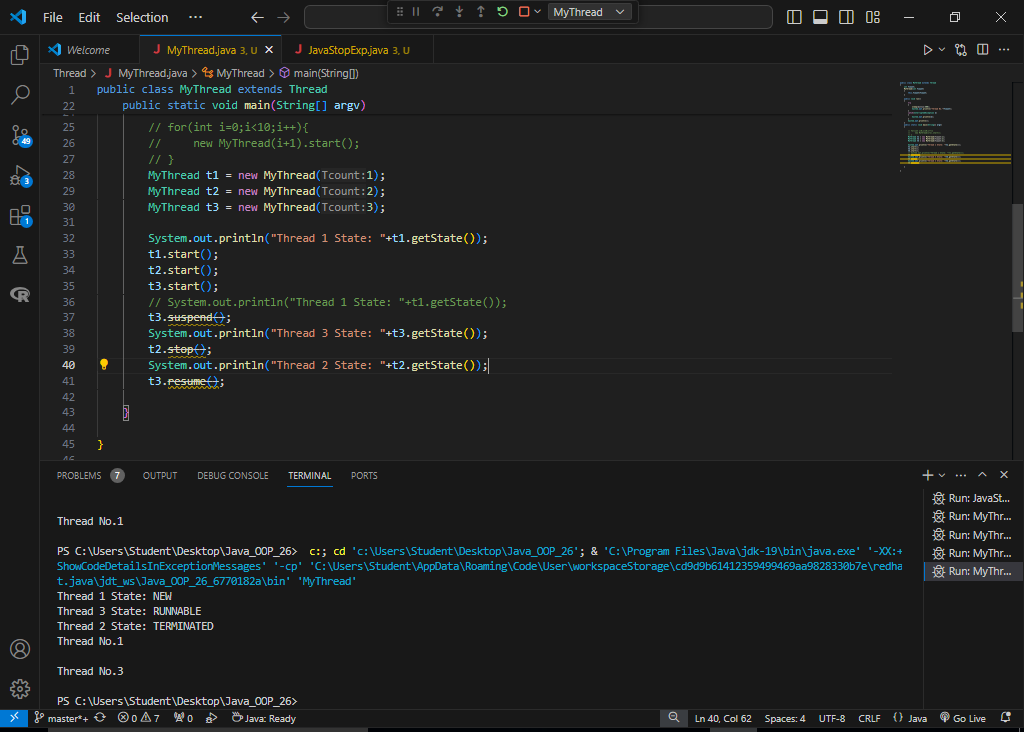 File Edit Selection ··· MyThread
Welcome J MyThread.java 3, U J JavaStopExp.java 3, U
Thread > J MyThread.java > MyThread > main(String[])
1 public class MyThread extends Thread
22 public static void main(String[] argv)
25 // for(int i=0;i<10;i++){
26 // new MyThread(i+1).start();
27 // }
28 MyThread t1 = new MyThread(Tcount:1);
29 MyThread t2 = new MyThread(Tcount:2);
30 MyThread t3 = new MyThread(Tcount:3);
31
32 System.out.println("Thread 1 State: "+t1.getState());
33 t1.start();
34 t2.start();
35 t3.start();
36 // System.out.println("Thread 1 State: "+t1.getState());
37 t3.suspend();
38 System.out.println("Thread 3 State: "+t3.getState());
39 t2.stop();
40 System.out.println("Thread 2 State: "+t2.getState());
41 t3.resume();
42
43 }
44
45 }
46
49
3
1
PROBLEMS 7 OUTPUT DEBUG CONSOLE TERMINAL PORTS
Thread No.1
PS C:\Users\Student\Desktop\Java_OOP_26> c:; cd 'c:\Users\Student\Desktop\Java_OOP_26'; & 'C:\Program Files\Java\jdk-19\bin\java.exe' '-XX:+
ShowCodeDetailsInExceptionMessages' '-cp' 'C:\Users\Student\AppData\Roaming\Code\User\workspaceStorage\cd9d9b61412359499469aa9828330b7e\redha
t.java\jdt_ws\Java_OOP_26_6770182a\bin' 'MyThread'
Thread 1 State: NEW
Thread 3 State: RUNNABLE
Thread 2 State: TERMINATED
Thread No.1
Thread No.3
PS C:\Users\Student\Desktop\Java_OOP_26>
Run: JavaSt...
Run: MyThr...
Run: MyThr...
Run: MyThr...
Run: MyThr...
master*+ 0 7 0 Java: Ready Ln 40, Col 62 Spaces: 4 UTF-8 CRLF {} Java Go Live